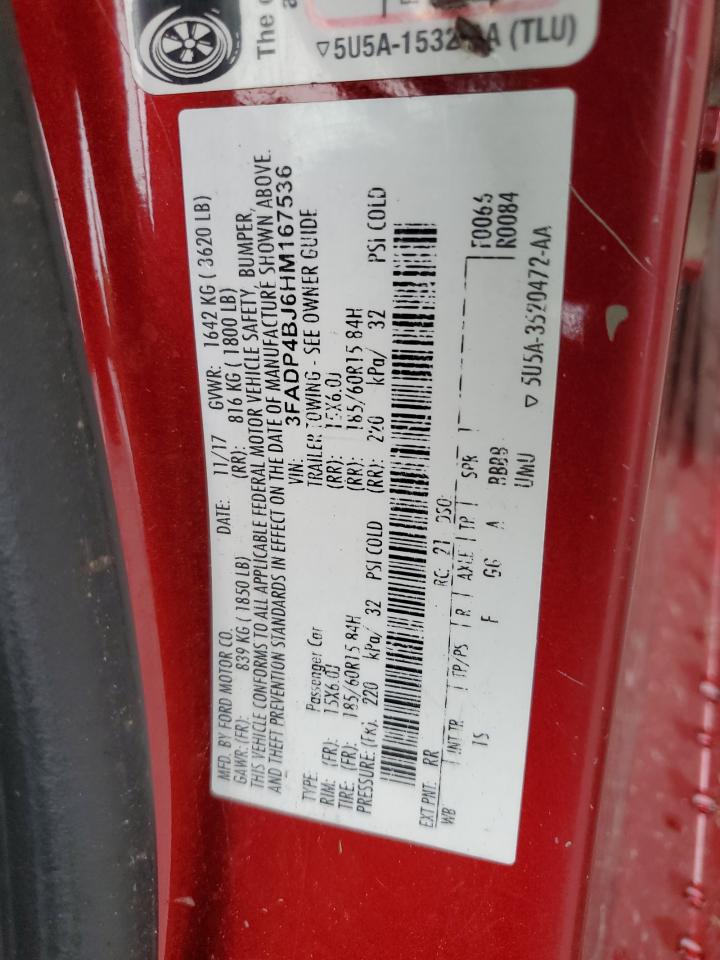 The
▽5U5A-1532 A (TLU)
MFD. BY FORD MOTOR CO. DATE: 11/17 GVWR: 1642 KG ( 3620 LB)
GAWR: (FR): 839 KG ( 1850 LB) (RR): 816 KG ( 1800 LB)
THIS VEHICLE CONFORMS TO ALL APPLICABLE FEDERAL MOTOR VEHICLE SAFETY, BUMPER,
AND THEFT PREVENTION STANDARDS IN EFFECT ON THE DATE OF MANUFACTURE SHOWN ABOVE.
VIN: 3FADP4BJ6HM167536
TYPE: Passenger Car TRAILER TOWING - SEE OWNER GUIDE
RIM: (FR): 15X6.0J (RR): 15X6.0J
TIRE: (FR): 185/60R15 84H (RR): 185/60R15 84H
PRESSURE: (FR): 220 kPa/ 32 PSI COLD (RR): 220 kPa/ 32 PSI COLD
EXT PNT: RR RC: 21 DSO: F0065
WB INT TR TP/PS R AXLE TP SPR R0084
TS F GG A BBBB
UMU
▽ 5U5A-3520472-AA